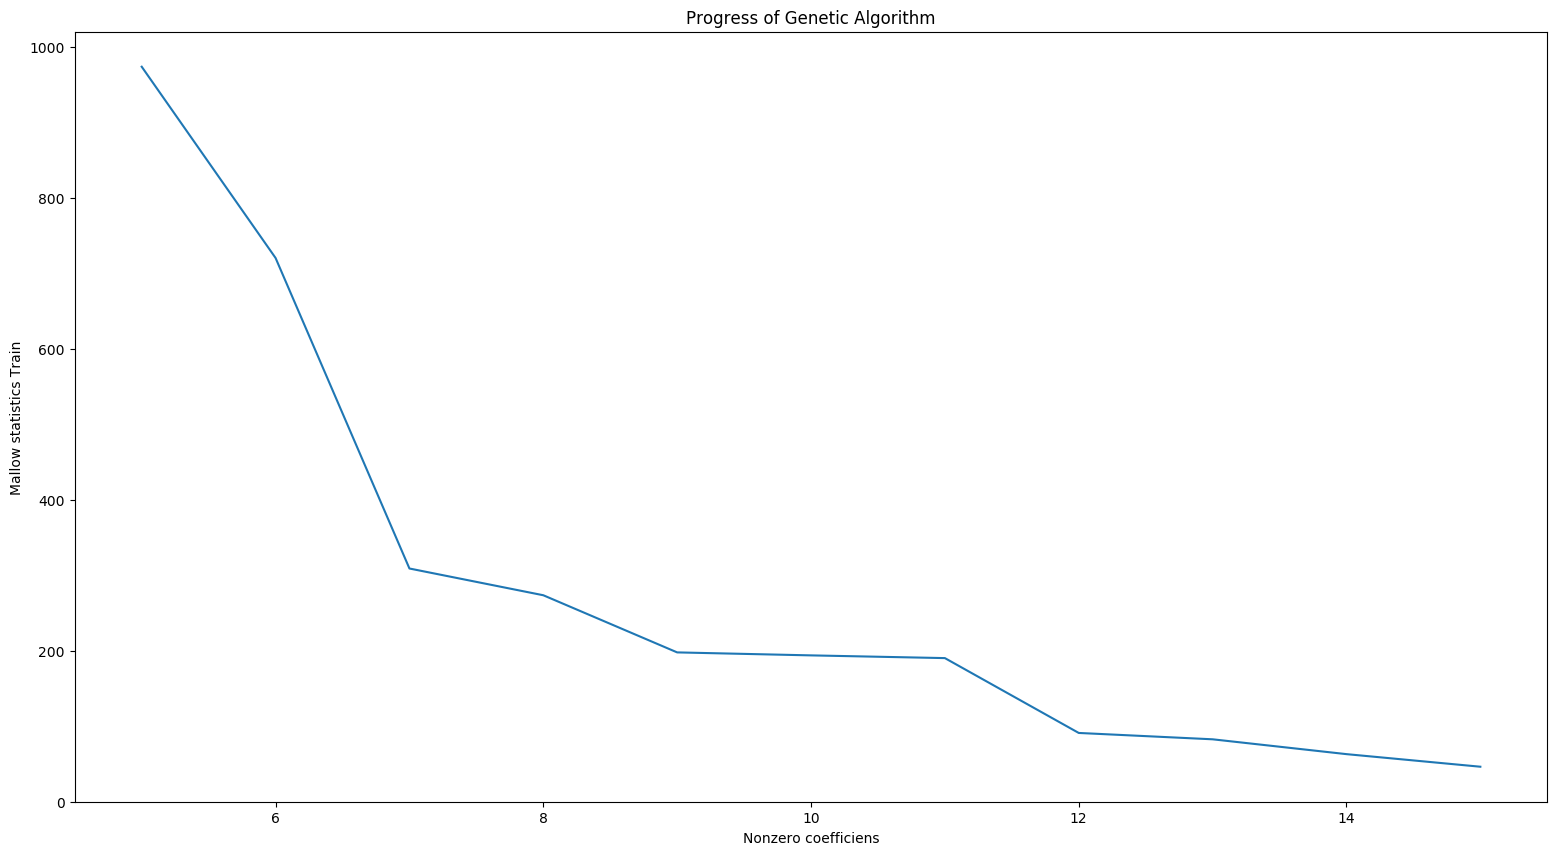 Progress of Genetic Algorithm
1000
800
600
400
200
0
Mallow statistics Train
6 8 10 12 14
Nonzero coefficiens